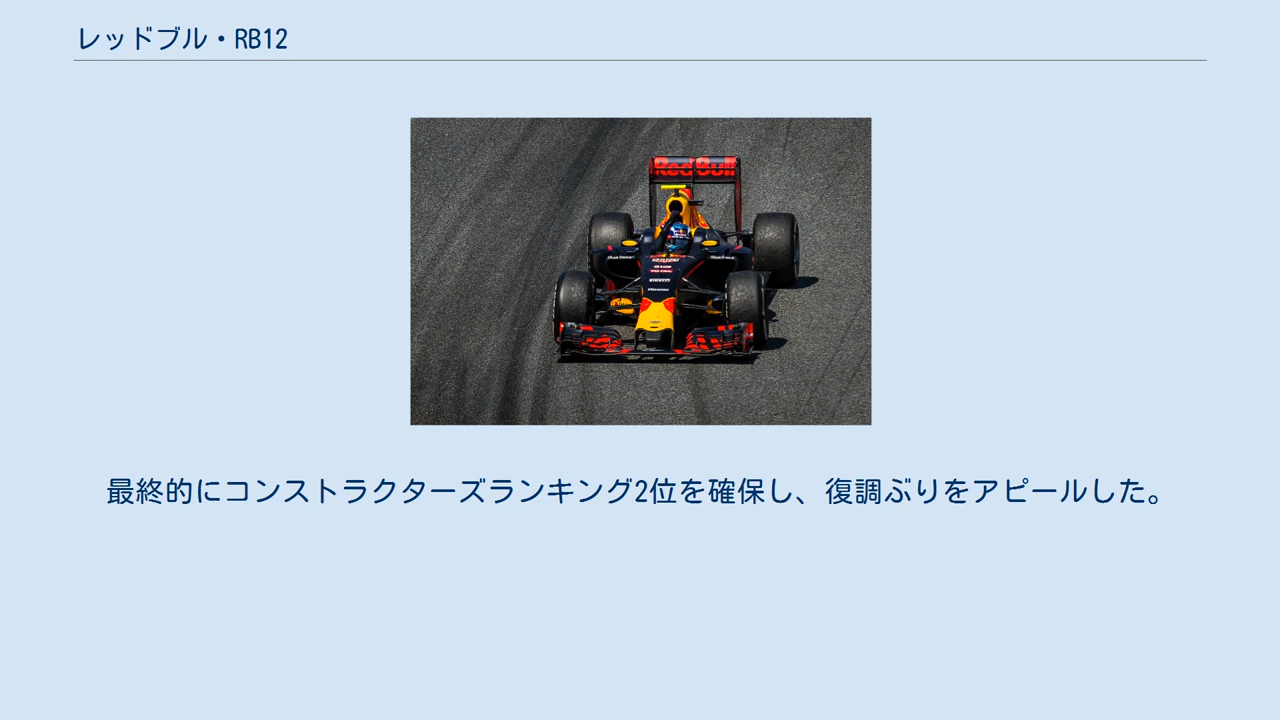 レッドブル・RB12
Red Bull
最終的にコンストラクターズランキング2位を確保し、復調ぶりをアピールした。